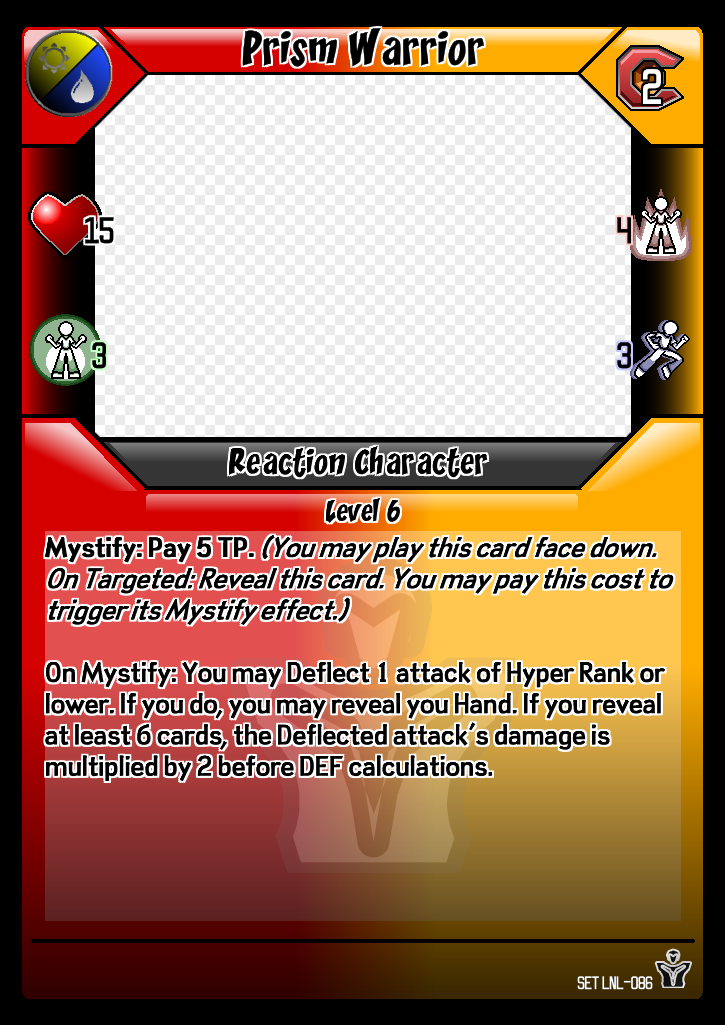 Prism Warrior
2
15
4
3
3
Reaction Character
Level 6
Mystify: Pay 5 TP. (You may play this card face down.
On Targeted: Reveal this card. You may pay this cost to
trigger its Mystify effect.)
On Mystify: You may Deflect 1 attack of Hyper Rank or
lower. If you do, you may reveal you Hand. If you reveal
at least 6 cards, the Deflected attack's damage is
multiplied by 2 before DEF calculations.
SET LNL-086